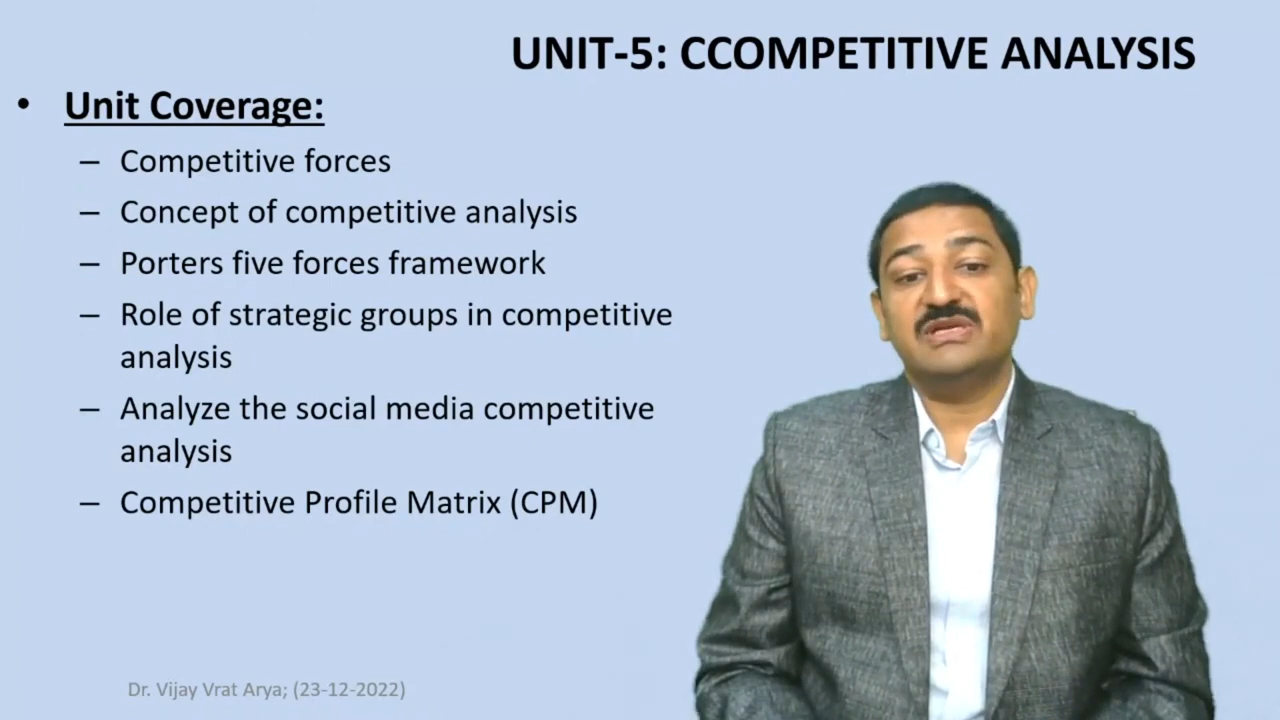 UNIT-5: CCOMPETITIVE ANALYSIS
• Unit Coverage:
– Competitive forces
– Concept of competitive analysis
– Porters five forces framework
– Role of strategic groups in competitive
analysis
– Analyze the social media competitive
analysis
– Competitive Profile Matrix (CPM)
Dr. Vijay Vrat Arya; (23-12-2022)